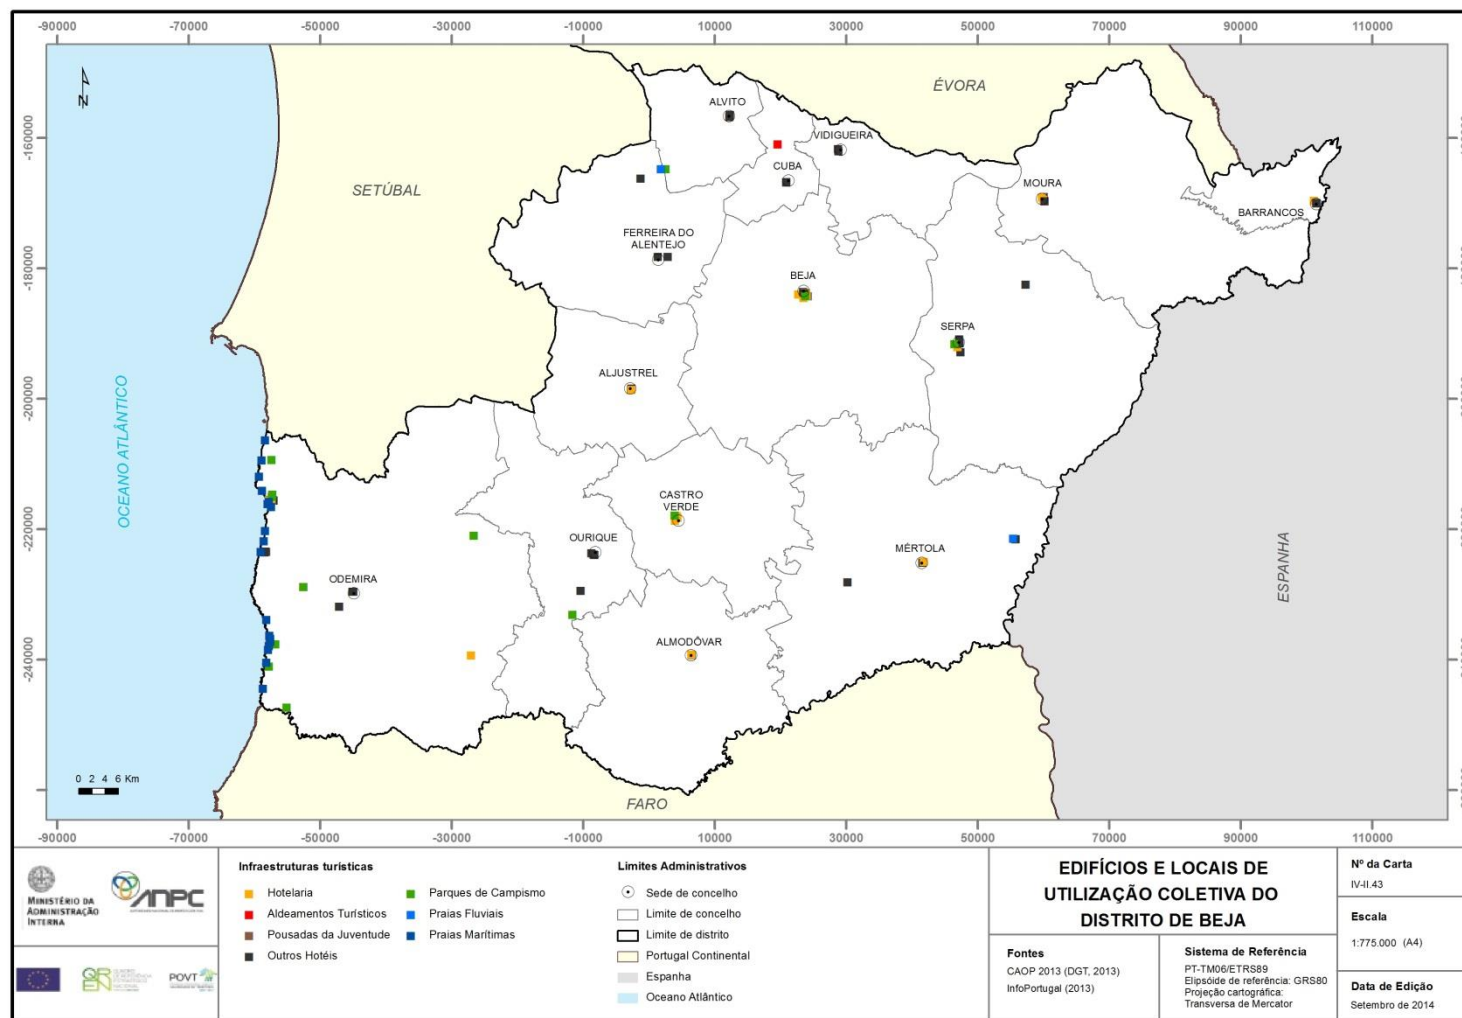 -90000 -70000 -50000 -30000 -10000 10000 30000 50000 70000 90000 110000
N
ÉVORA
ALVITO
VIDIGUEIRA
-160000
CUBA
MOURA
SETÚBAL
BARRANCOS
FERREIRA DO
ALENTEJO
-180000
BEJA
SERPA
ALJUSTREL
-200000
OCEANO ATLÂNTICO
CASTRO
VERDE
-220000
OURIQUE
MÉRTOLA
ESPANHA
ODEMIRA
ALMODÔVAR
-240000
0 2 4 6 Km
FARO
-90000 -70000 -50000 -30000 -10000 10000 30000 50000 70000 90000 110000
MINISTÉRIO DA
ADMINISTRAÇÃO
INTERNA
ANPC
QREN
QUADRO
DE REFERÊNCIA
ESTRATÉGICO
NACIONAL
POVT
Infraestruturas turísticas
Hotelaria
Aldeamentos Turísticos
Pousadas da Juventude
Outros Hotéis
Parques de Campismo
Praias Fluviais
Praias Marítimas
Limites Administrativos
Sede de concelho
Limite de concelho
Limite de distrito
Portugal Continental
Espanha
Oceano Atlântico
EDIFÍCIOS E LOCAIS DE
UTILIZAÇÃO COLETIVA DO
DISTRITO DE BEJA
Fontes
CAOP 2013 (DGT, 2013)
InfoPortugal (2013)
Sistema de Referência
PT-TM06/ETRS89
Elipsóide de referência: GRS80
Projeção cartográfica:
Transversa de Mercator
Nº da Carta
IV-II.43
Escala
1:775.000 (A4)
Data de Edição
Setembro de 2014